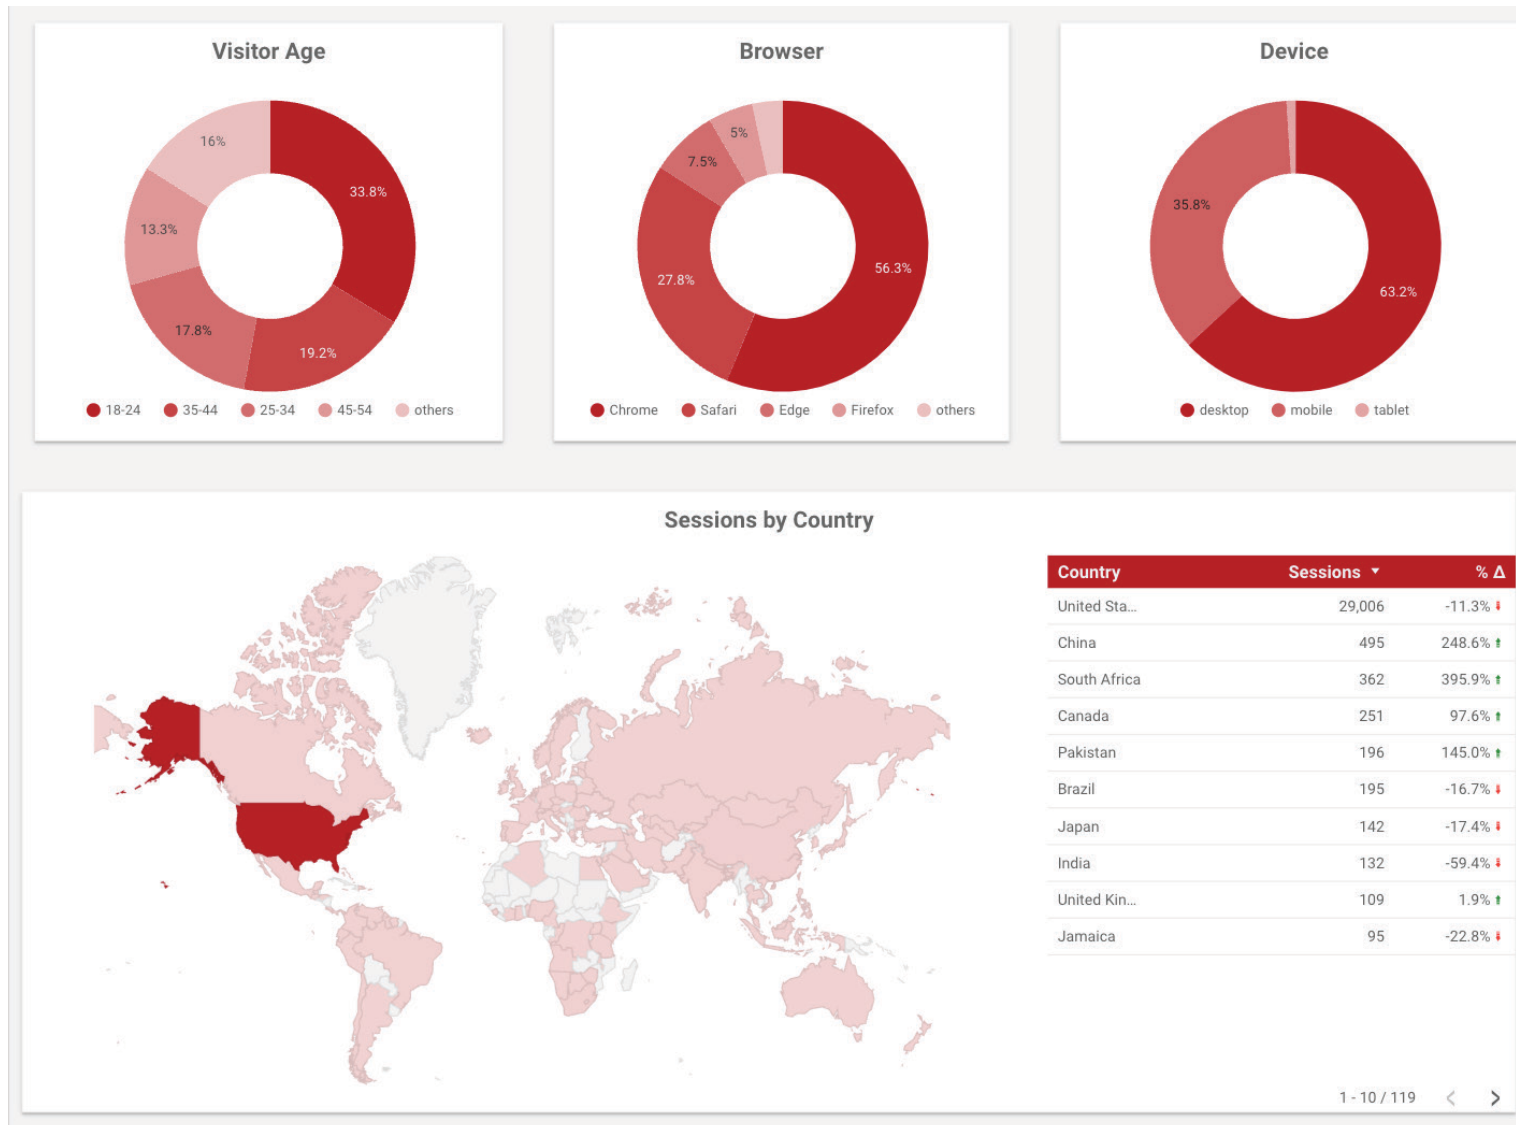 Visitor Age
16%
33.8%
13.3%
17.8%
19.2%
18-24 35-44 25-34 45-54 others
Browser
5%
7.5%
27.8%
56.3%
Chrome Safari Edge Firefox others
Device
35.8%
63.2%
desktop mobile tablet
Sessions by Country
Country Sessions % Δ
United Sta... 29,006 -11.3%
China 495 248.6%
South Africa 362 395.9%
Canada 251 97.6%
Pakistan 196 145.0%
Brazil 195 -16.7%
Japan 142 -17.4%
India 132 -59.4%
United Kin... 109 1.9%
Jamaica 95 -22.8%
1 - 10 / 119